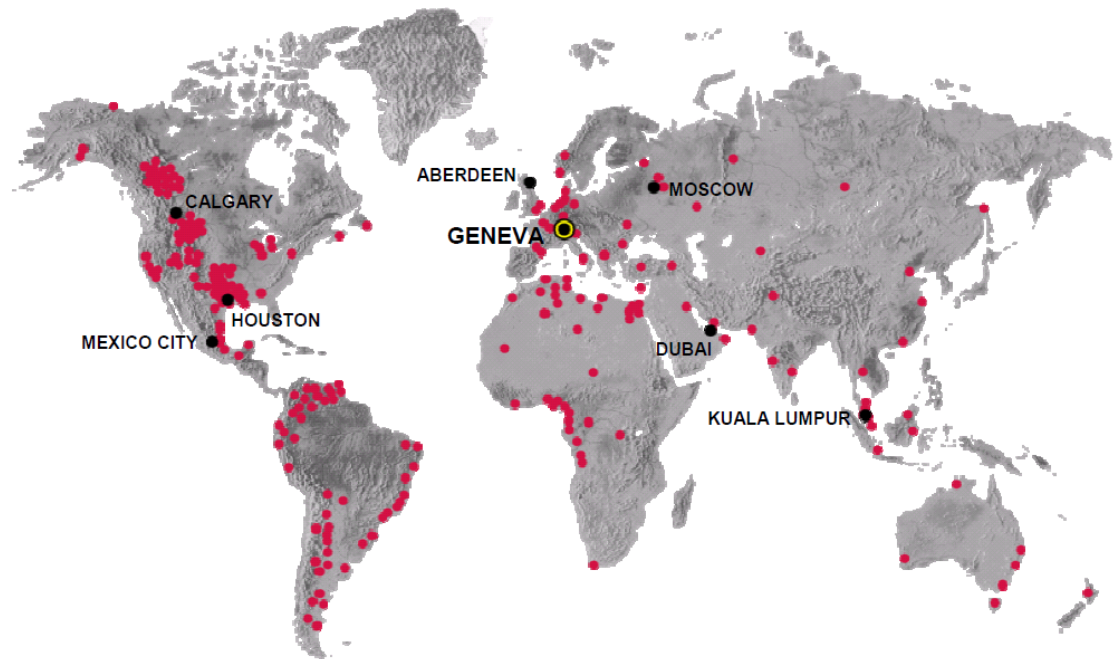 ABERDEEN
MOSCOW
CALGARY
GENEVA
HOUSTON
MEXICO CITY
DUBAI
KUALA LUMPUR